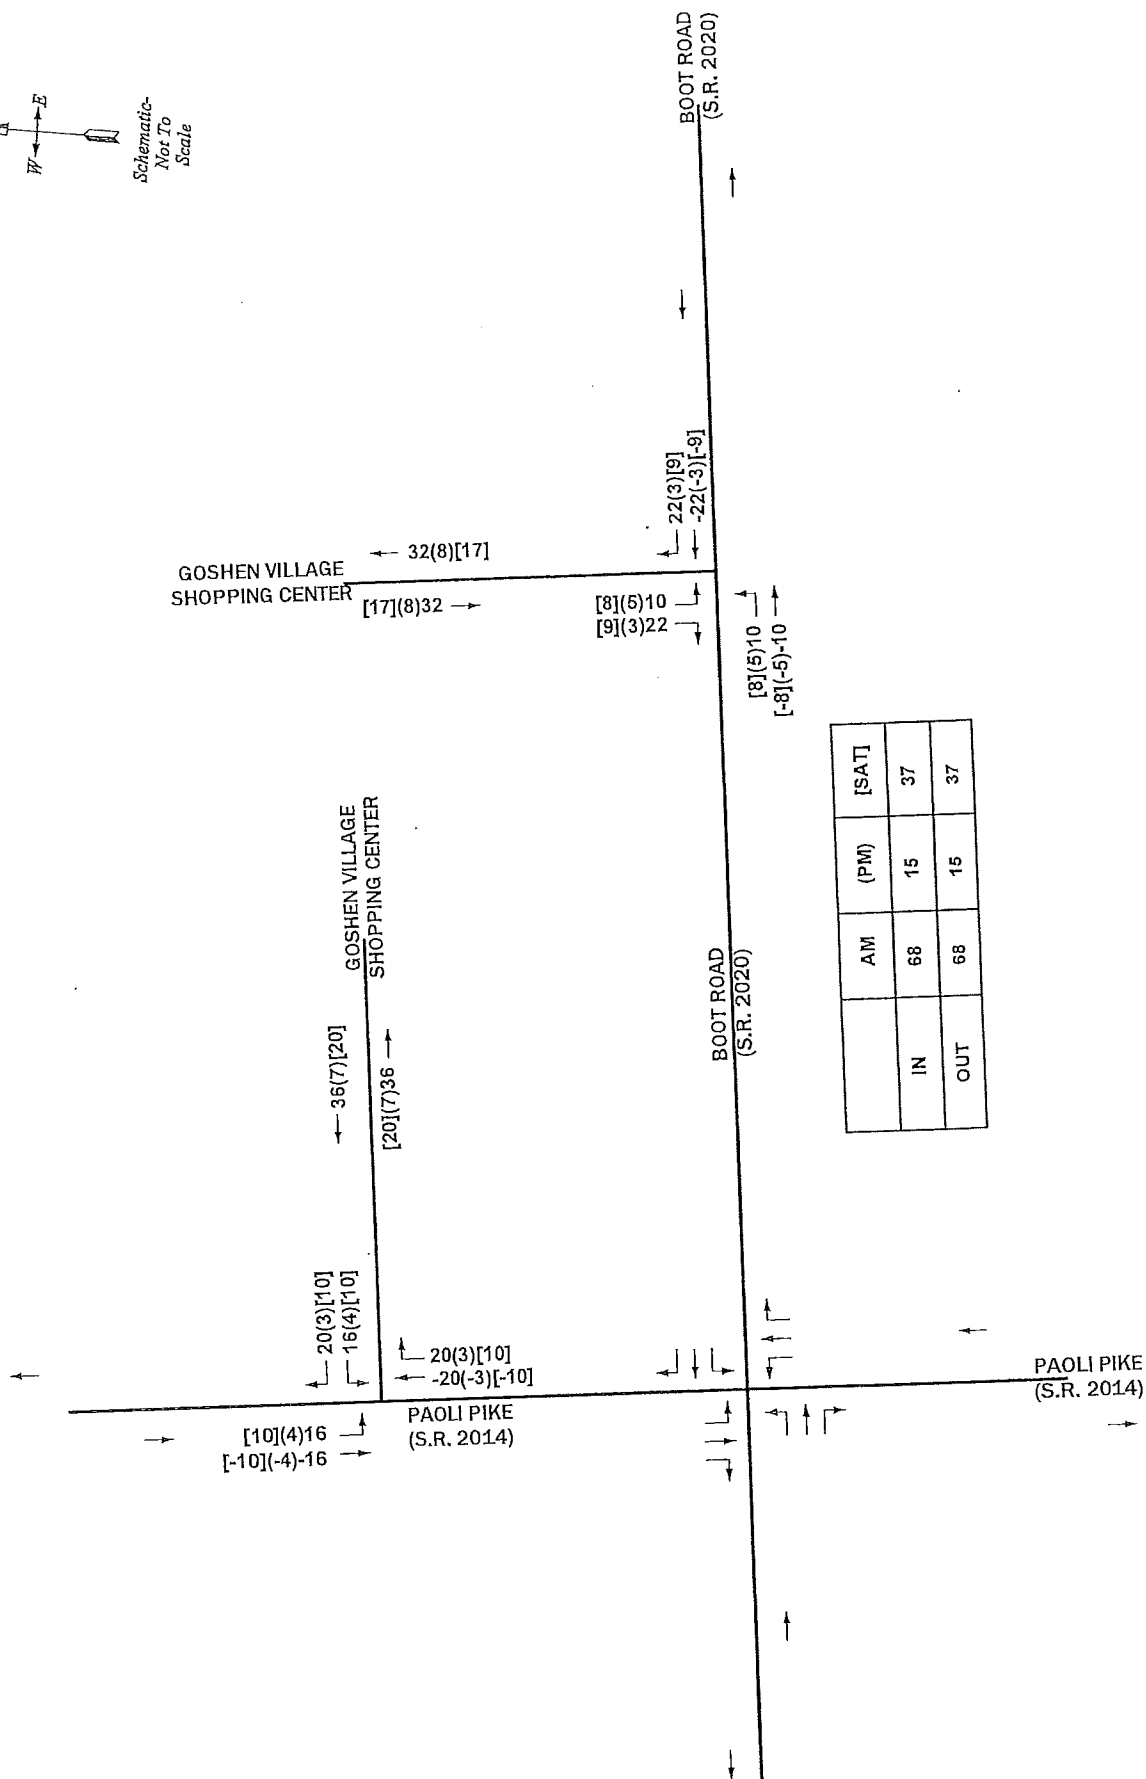 W
E
Schematic-
Not To
Scale
BOOT ROAD
(S.R. 2020)
GOSHEN VILLAGE
SHOPPING CENTER
32(8)[17]
[17](8)32
22(3)[9]
-22(-3)[-9]
[8](5)10
[9](3)22
[8](5)10
[-8](-5)-10
GOSHEN VILLAGE
SHOPPING CENTER
36(7)[20]
[20](7)36
20(3)[10]
16(4)[10]
20(3)[10]
-20(-3)[-10]
[10](4)16
[-10](-4)-16
PAOLI PIKE
(S.R. 2014)
BOOT ROAD
(S.R. 2020)
PAOLI PIKE
(S.R. 2014)
AM (PM) [SAT]
IN 68 15 37
OUT 68 15 37